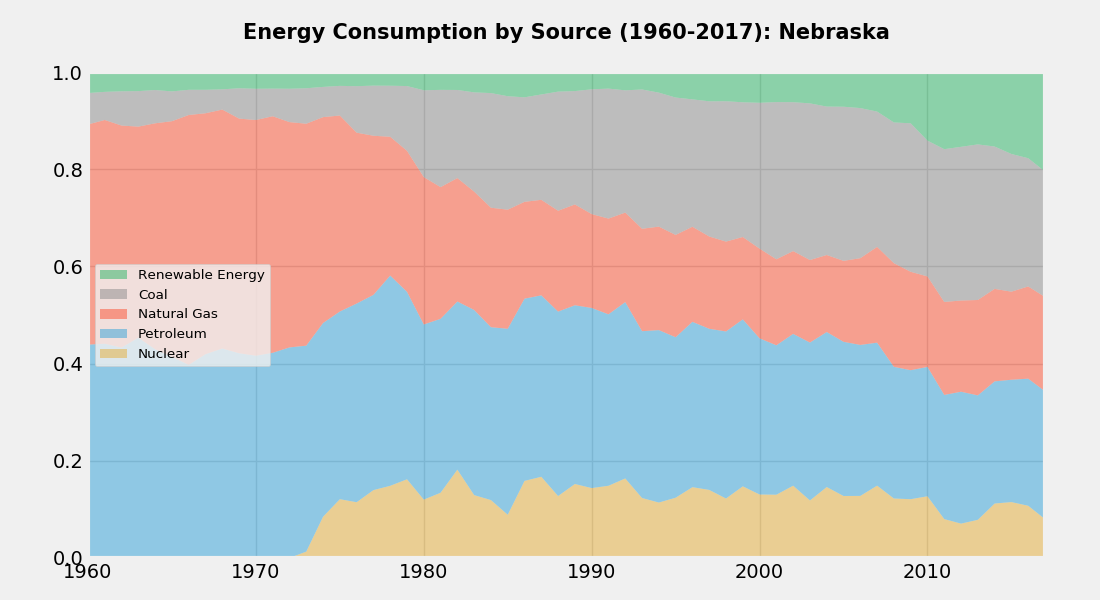 Energy Consumption by Source (1960-2017): Nebraska
1.0
0.8
0.6
0.4
0.2
0.0
Renewable Energy
Coal
Natural Gas
Petroleum
Nuclear
1960 1970 1980 1990 2000 2010